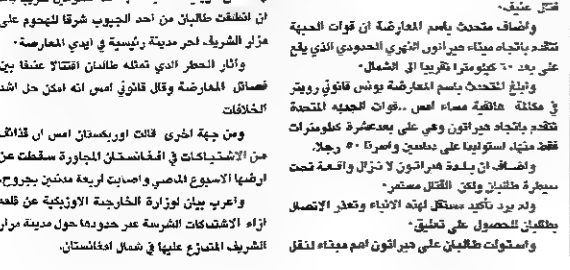 قتال عنيف.
واضاف متحدث باسم المعارضة ان قوات الجبهة
تتقدم باتجاه ميناء حيراتون النهري الحدودي الذي يقع
على بعد ٦٠ كيلومترا تقريبا الى الشمال.
وابلغ المتحدث باسم المعارضة يونس قانوني رويتر
في مكالمة هاتفية مساء امس ..قوات الجبهه المتحدة
تتقدم باتجاه حيراتون وهي على بعدعشرة كيلومترات
فقط منها. استولينا على دبابتين واسرنا ٥٠ رجلا.
واضاف ان بلدة حيراتون لا تزال واقعة تحت
سيطرة طالبان ولكن القتال مستمر.
ولم يرد تأكيد مستقل لهذه الانباء وتعذر الاتصال
بطالبان للحصول على تعليق.
واستولت طالبان على حيراتون اهم ميناء لنقل
ان انطلقت طالبان من احد الجيوب شرقا للهجوم على
مزار الشريف اخر مدينة رئيسية في ايدي المعارضة.
واثار الخطر الذي تمثله طالبان اقتتالا عنيفا بين
فصائل المعارضة وقال قانوني امس انه امكن حل اشد
الخلافات
ومن جهة اخرى قالت اوزبكستان امس ان قذائف
من الاشتباكات في افغانستان المجاورة سقطت على
ارضها الاسبوع الماضي واصابت اربعة مدنيين بجروح.
واعرب بيان لوزارة الخارجية الاوزبكية عن قلقه
ازاء الاشتباكات الشرسة عبر حدودها حول مدينة مزار
الشريف المتنازع عليها في شمال افغانستان.